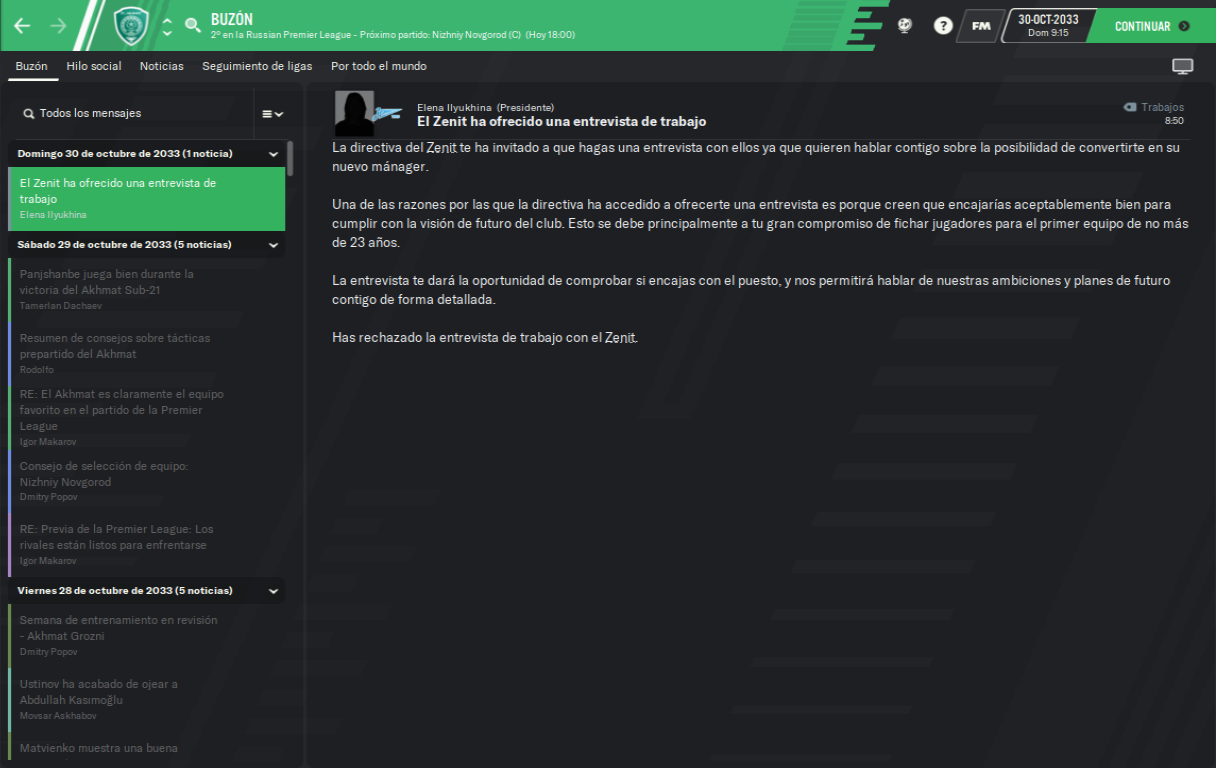 BUZÓN
2º en la Russian Premier League - Próximo partido: Nizhniy Novgorod (C) (Hoy 18:00)
?
FM
30-OCT-2033
Dom 9:15
CONTINUAR
Buzón
Hilo social
Noticias
Seguimiento de ligas
Por todo el mundo
Todos los mensajes
Domingo 30 de octubre de 2033 (1 noticia)
El Zenit ha ofrecido una entrevista de
trabajo
Elena Ilyukhina
Sábado 29 de octubre de 2033 (5 noticias)
Panjshanbe juega bien durante la
victoria del Akhmat Sub-21
Tamerlan Dachaev
Resumen de consejos sobre tácticas
prepartido del Akhmat
Rodolfo
RE: El Akhmat es claramente el equipo
favorito en el partido de la Premier
League
Igor Makarov
Consejo de selección de equipo:
Nizhniy Novgorod
Dmitry Popov
RE: Previa de la Premier League: Los
rivales están listos para enfrentarse
Igor Makarov
Viernes 28 de octubre de 2033 (5 noticias)
Semana de entrenamiento en revisión
- Akhmat Grozni
Dmitry Popov
Ustinov ha acabado de ojear a
Abdullah Kasımoğlu
Movsar Askhabov
Matvienko muestra una buena
Elena Ilyukhina (Presidente)
El Zenit ha ofrecido una entrevista de trabajo
Trabajos
8:50
La directiva del Zenit te ha invitado a que hagas una entrevista con ellos ya que quieren hablar contigo sobre la posibilidad de convertirte en su
nuevo mánager.
Una de las razones por las que la directiva ha accedido a ofrecerte una entrevista es porque creen que encajarías aceptablemente bien para
cumplir con la visión de futuro del club. Esto se debe principalmente a tu gran compromiso de fichar jugadores para el primer equipo de no más
de 23 años.
La entrevista te dará la oportunidad de comprobar si encajas con el puesto, y nos permitirá hablar de nuestras ambiciones y planes de futuro
contigo de forma detallada.
Has rechazado la entrevista de trabajo con el Zenit.